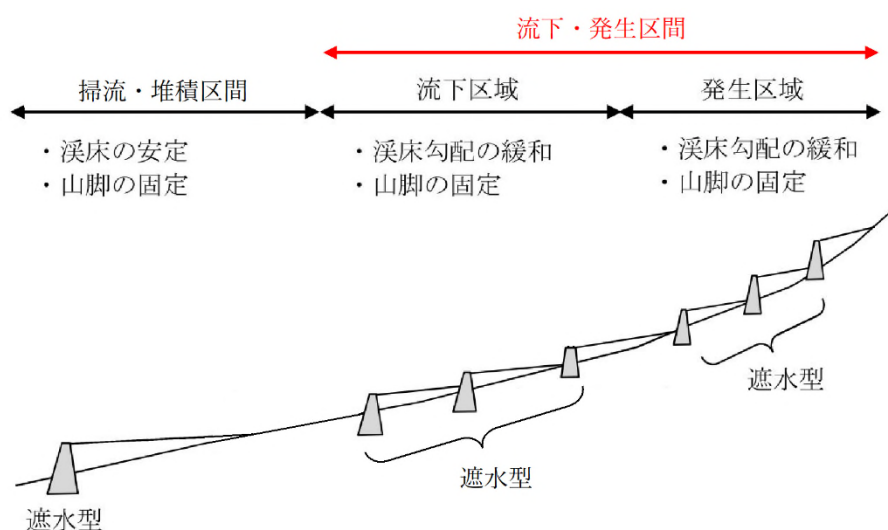 流下・発生区間
掃流・堆積区間
流下区域
発生区域
・渓床の安定
・山脚の固定
・渓床勾配の緩和
・山脚の固定
・渓床勾配の緩和
・山脚の固定
遮水型
遮水型
遮水型